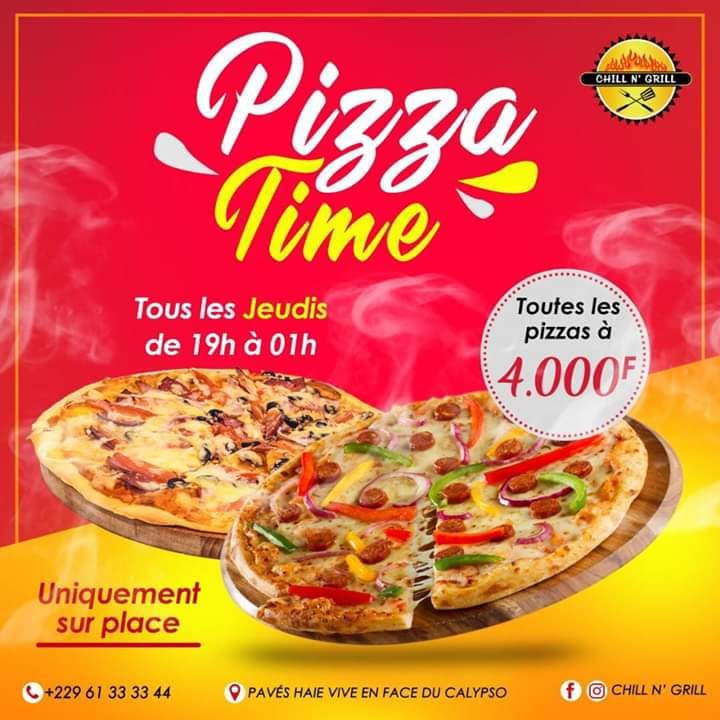 CHILL N' GRILL
Pizza
Time
Tous les Jeudis
de 19h à 01h
Toutes les
pizzas à
4.000F
Uniquement
sur place
+229 61 33 33 44
PAVÉS HAIE VIVE EN FACE DU CALYPSO
CHILL N' GRILL